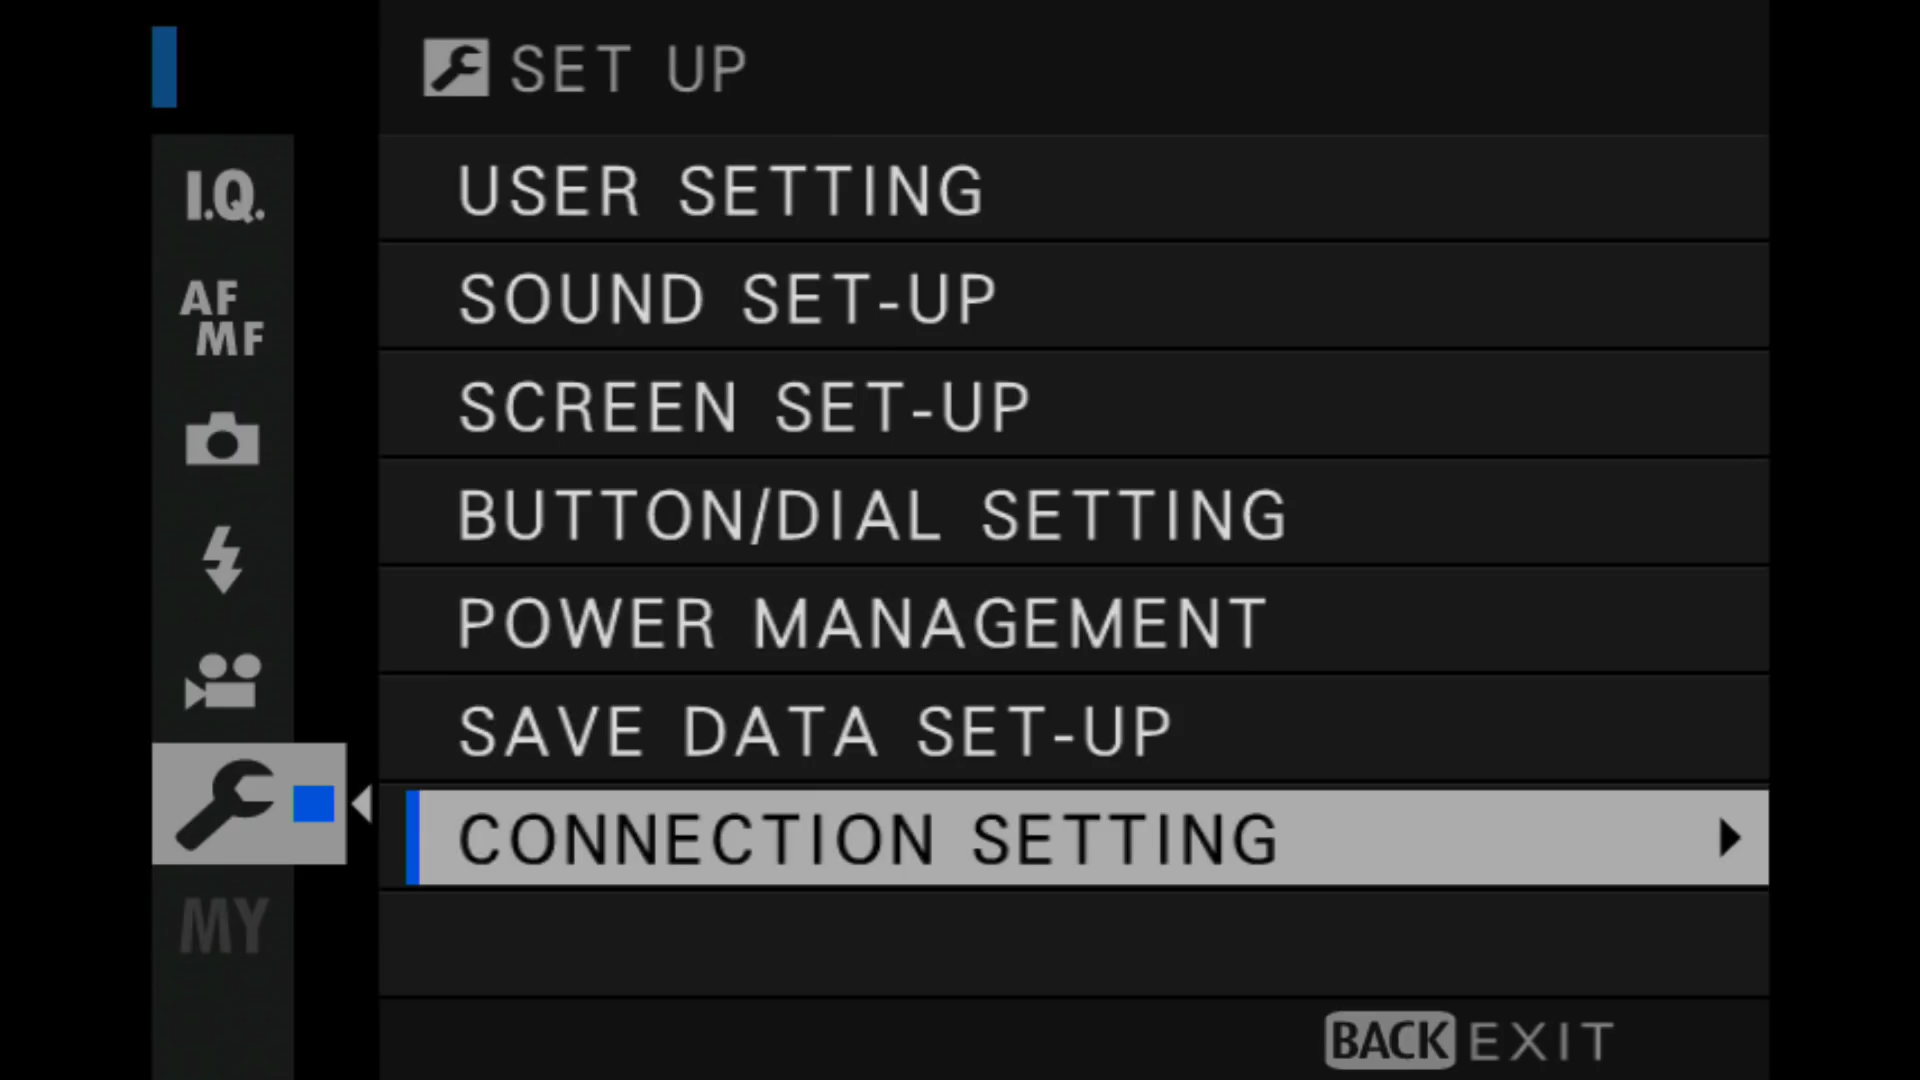 SET UP
I.Q.
AF
MF
MY
USER SETTING
SOUND SET-UP
SCREEN SET-UP
BUTTON/DIAL SETTING
POWER MANAGEMENT
SAVE DATA SET-UP
CONNECTION SETTING
BACK EXIT